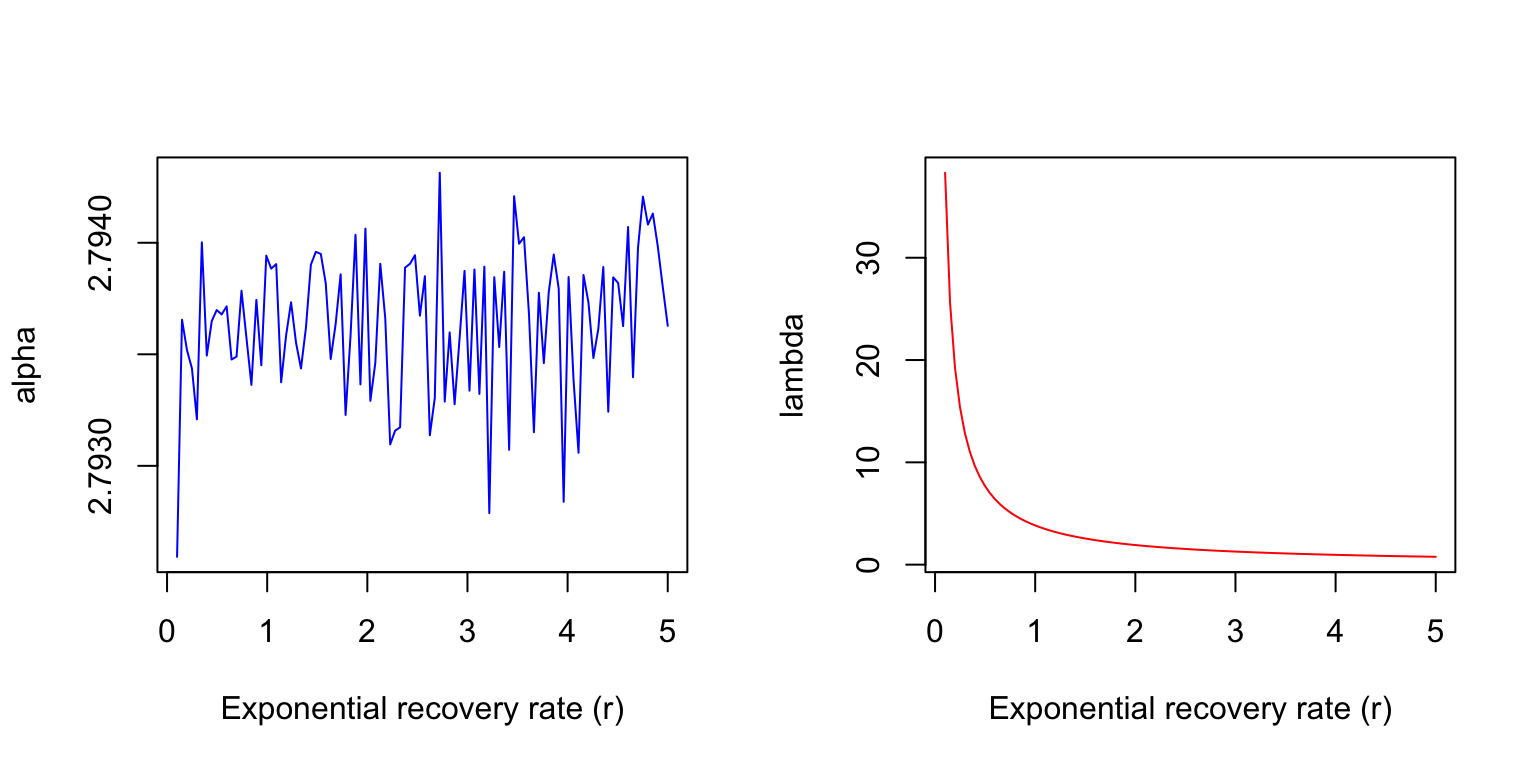 alpha
2.7940
2.7930
0 1 2 3 4 5
Exponential recovery rate (r)
lambda
30
20
10
0
0 1 2 3 4 5
Exponential recovery rate (r)